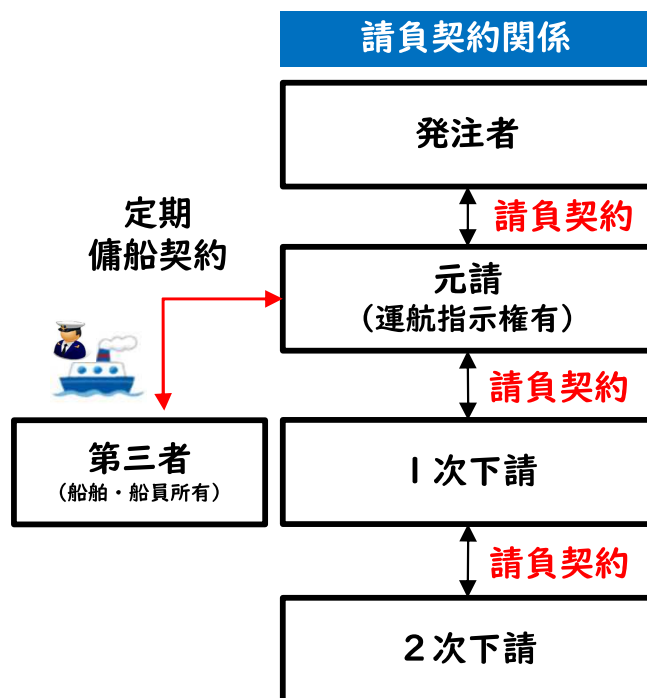 請負契約関係
発注者
請負契約
定期
傭船契約
元請
（運航指示権有）
請負契約
第三者
（船舶・船員所有）
１次下請
請負契約
２次下請